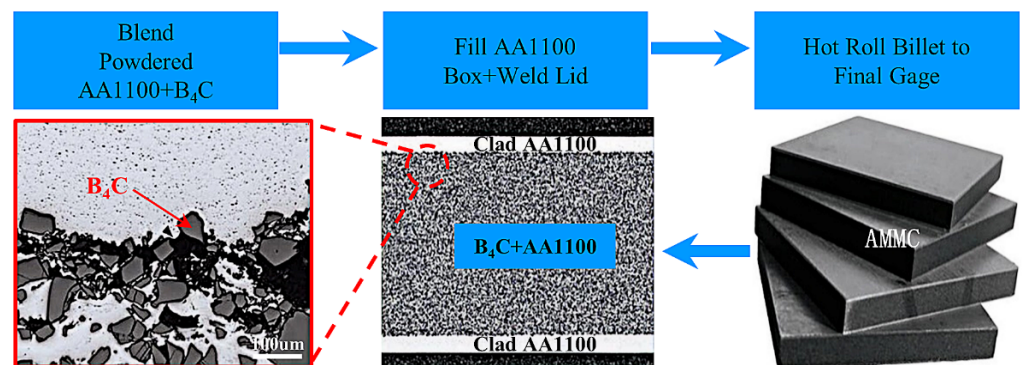 Blend
Powdered
AA1100+B₄C
Fill AA1100
Box+Weld Lid
Hot Roll Billet to
Final Gage
B₄C
100um
Clad AA1100
B₄C+AA1100
Clad AA1100
AMMC